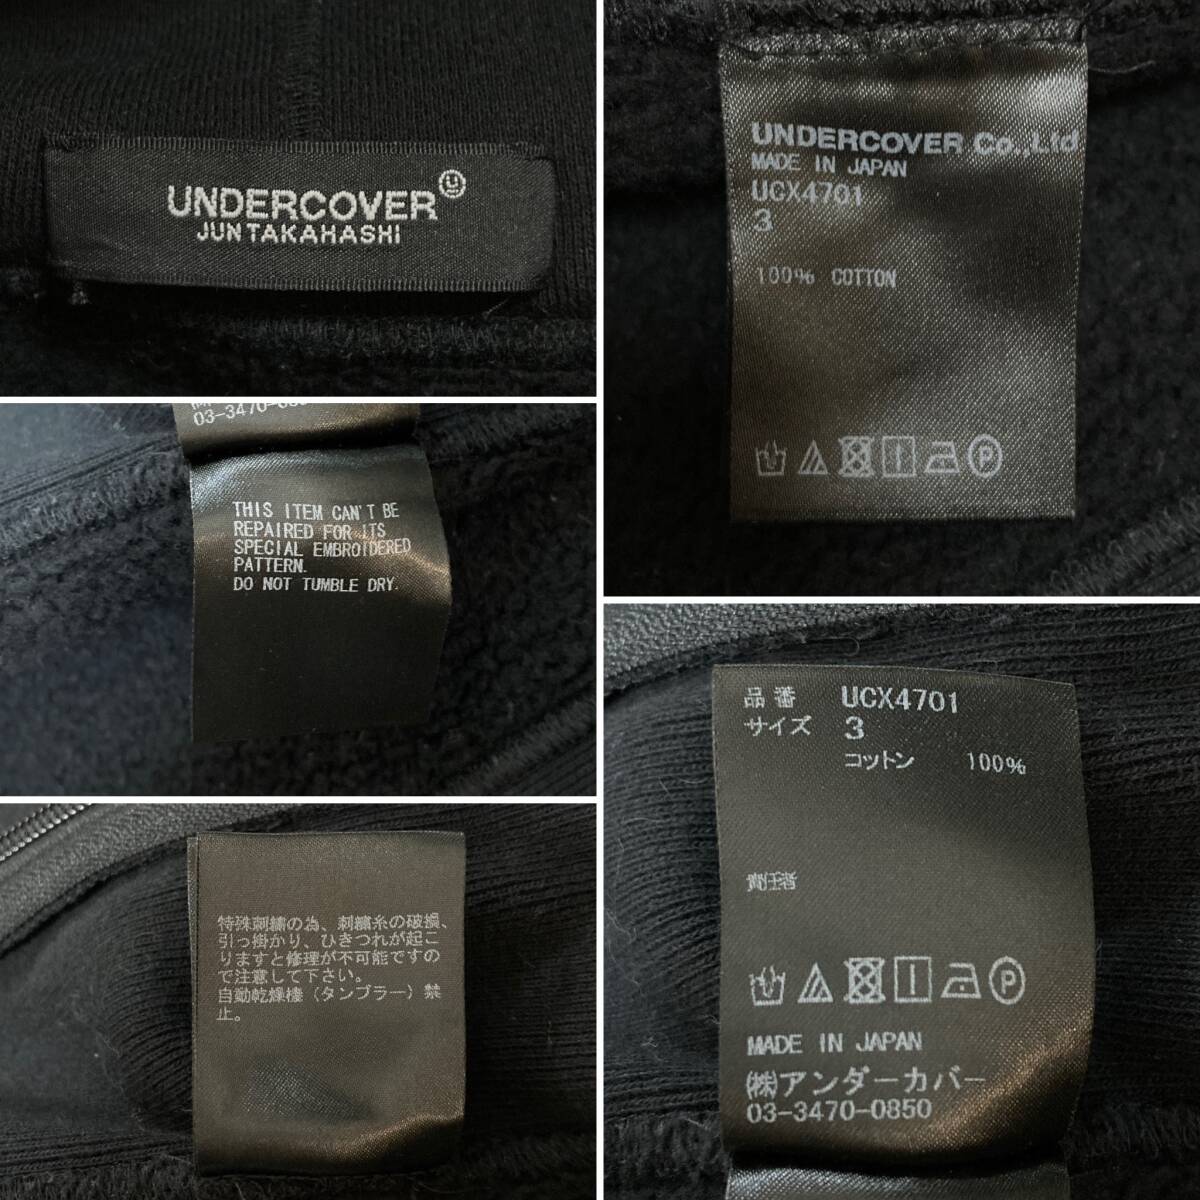 UNDERCOVER
JUN TAKAHASHI
UNDERCOVER Co.,Ltd
MADE IN JAPAN
UCX4701
3
100% COTTON
P
03-3470-0850
THIS ITEM CAN'T BE
REPAIRED FOR ITS
SPECIAL EMBROIDERED
PATTERN.
DO NOT TUMBLE DRY.
品番 UCX4701
サイズ 3
コットン 100%
責任者
P
MADE IN JAPAN
(株)アンダーカバー
03-3470-0850
特殊刺繍の為、刺繍糸の破損、
引っ掛かり、ひきつれが起こ
りますと修理が不可能ですの
で注意して下さい。
自動乾燥機（タンブラー）禁
止。